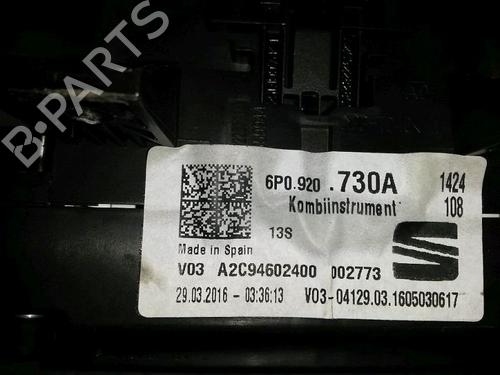 B-PARTS
6P0.920 .730A 1424
Kombiinstrument 108
13S
Made in Spain
V03 A2C94602400 002773
29.03.2016 - 03:36:13 V03-04129.03.1605030617